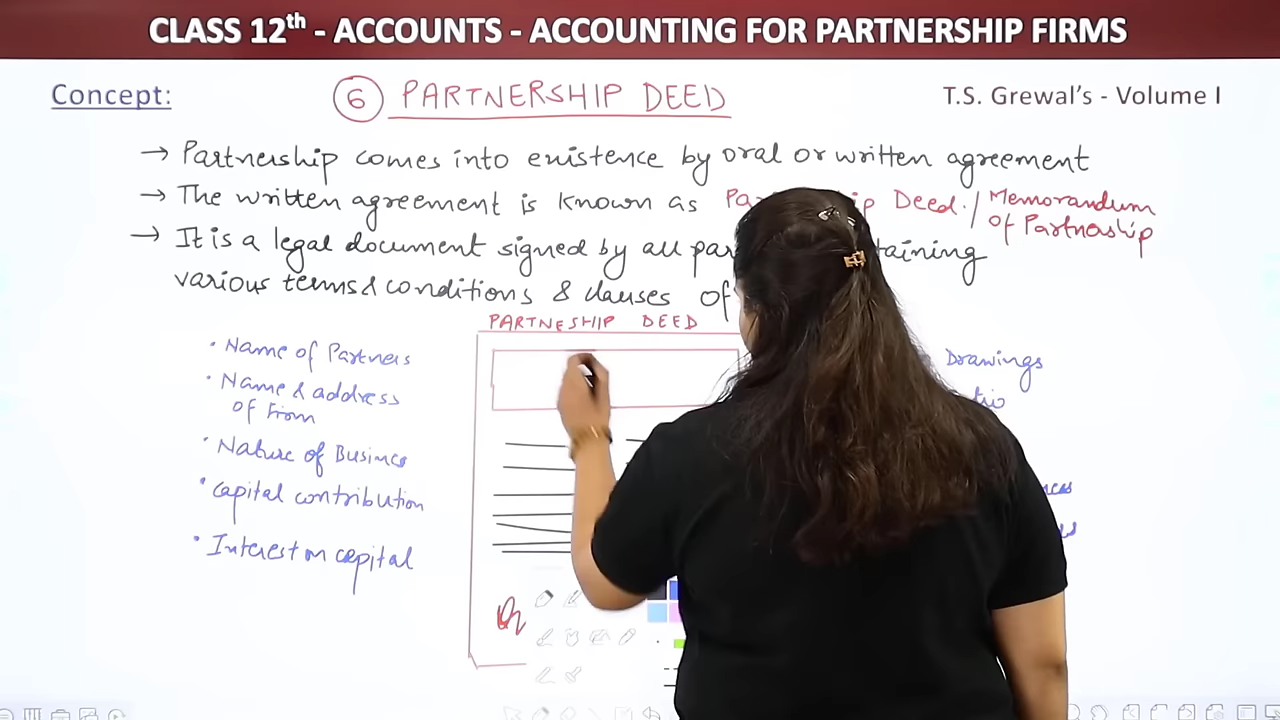 CLASS 12th - ACCOUNTS - ACCOUNTING FOR PARTNERSHIP FIRMS
Concept:
6 PARTNERSHIP DEED
T.S. Grewal's - Volume I
→ Partnership comes into existence by oral or written agreement
→ The written agreement is known as Deed. / Memorandum
of Partnership
→ It is a legal document signed by all
various terms & conditions & clauses of
PARTNESHIP DEED
· Name of Partners
· Name & address
of Firm
· Nature of Busines
· Capital contribution
· Interest on capital
Drawings